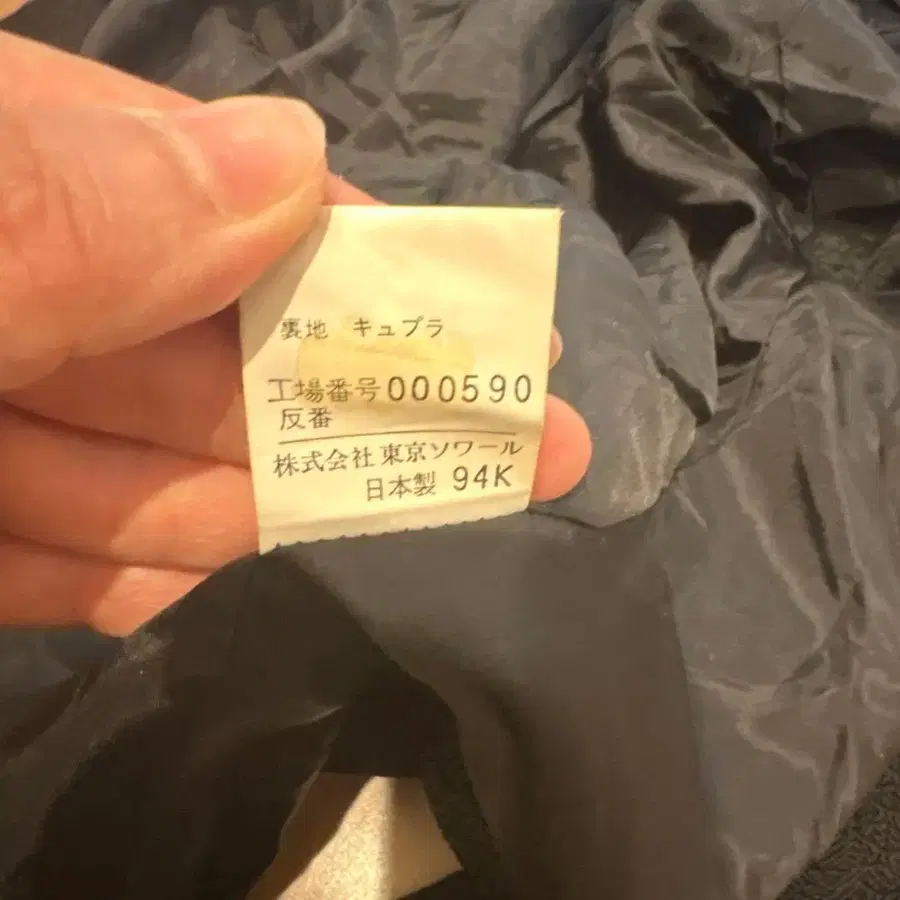 裏地 キュプラ
工場番号000590
反番
株式会社 東京ソワール
日本製 94K